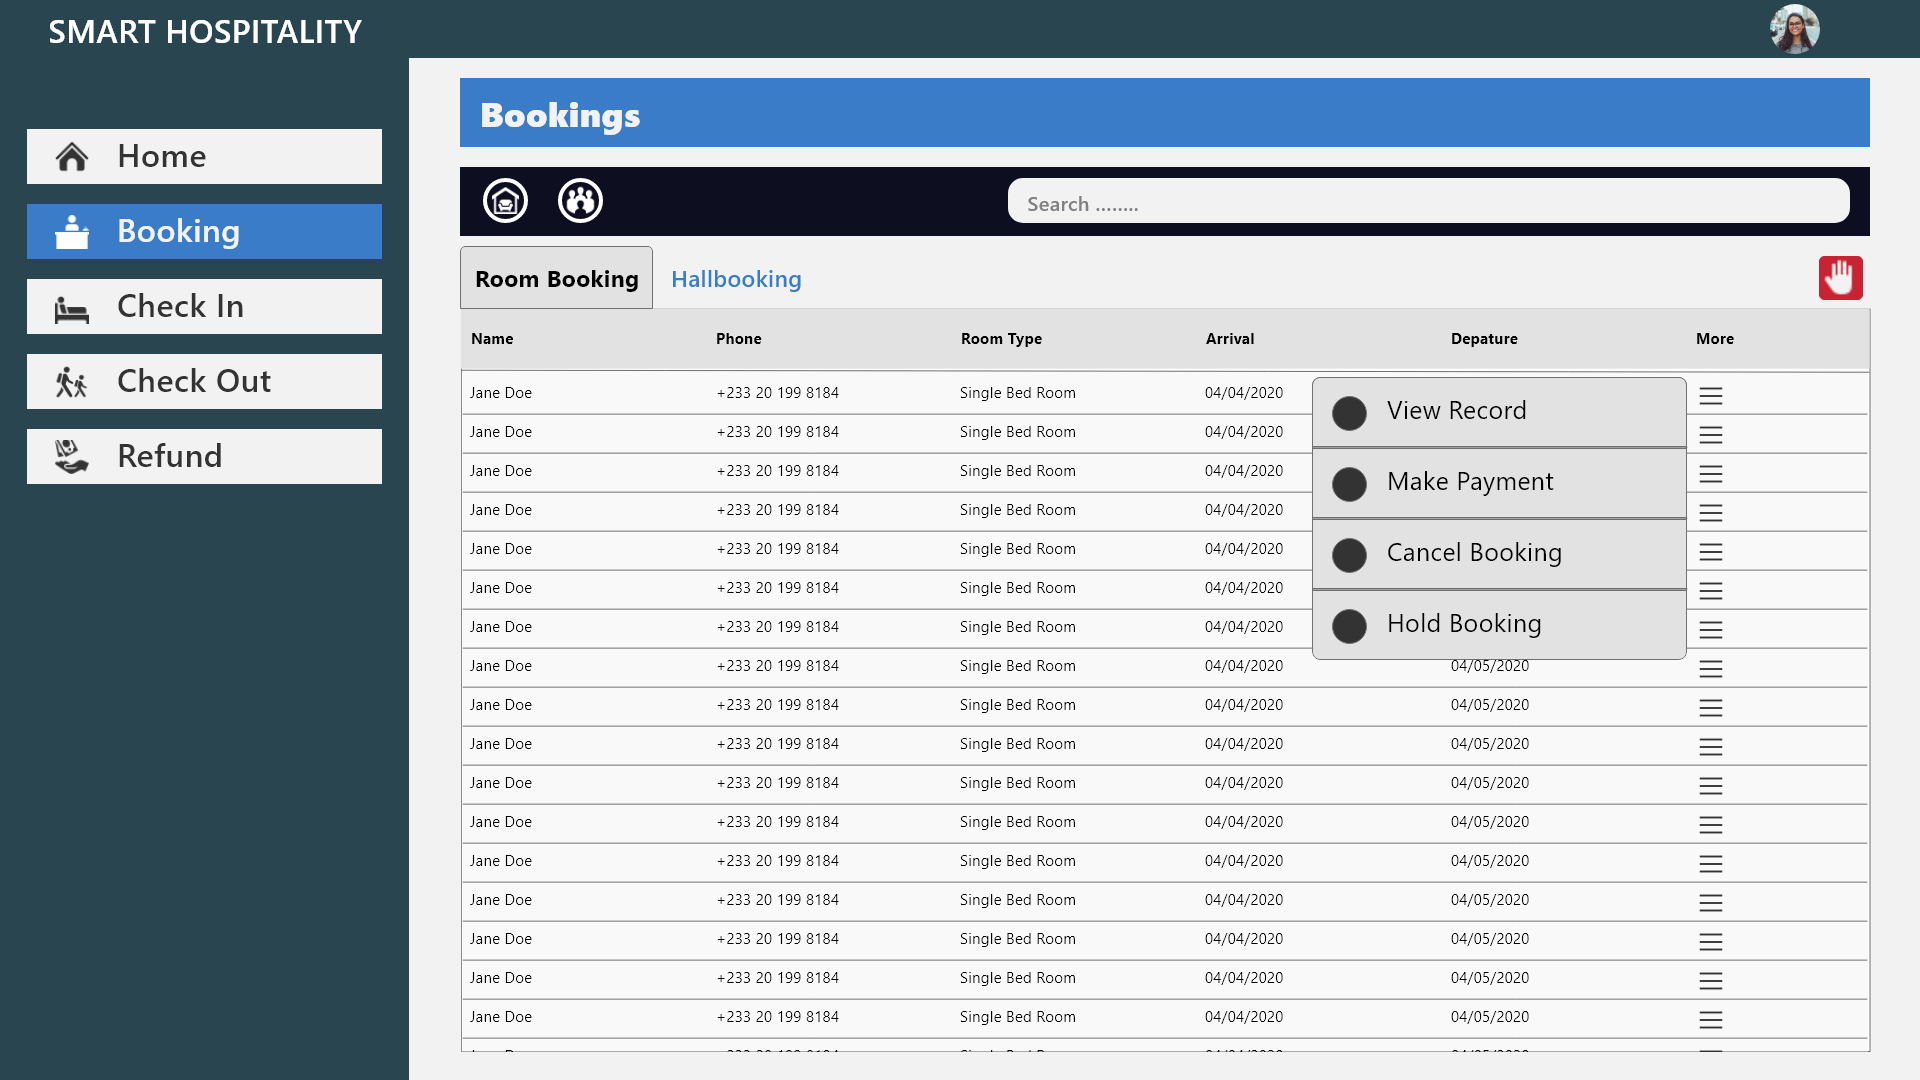 SMART HOSPITALITY
Home
Booking
Check In
Check Out
Refund
Bookings
Search ........
Room Booking Hallbooking
Name Phone Room Type Arrival Depature More
Jane Doe +233 20 199 8184 Single Bed Room 04/04/2020
Jane Doe +233 20 199 8184 Single Bed Room 04/04/2020
Jane Doe +233 20 199 8184 Single Bed Room 04/04/2020
Jane Doe +233 20 199 8184 Single Bed Room 04/04/2020
Jane Doe +233 20 199 8184 Single Bed Room 04/04/2020
Jane Doe +233 20 199 8184 Single Bed Room 04/04/2020
Jane Doe +233 20 199 8184 Single Bed Room 04/04/2020
View Record
Make Payment
Cancel Booking
Hold Booking
Jane Doe +233 20 199 8184 Single Bed Room 04/04/2020 04/05/2020
Jane Doe +233 20 199 8184 Single Bed Room 04/04/2020 04/05/2020
Jane Doe +233 20 199 8184 Single Bed Room 04/04/2020 04/05/2020
Jane Doe +233 20 199 8184 Single Bed Room 04/04/2020 04/05/2020
Jane Doe +233 20 199 8184 Single Bed Room 04/04/2020 04/05/2020
Jane Doe +233 20 199 8184 Single Bed Room 04/04/2020 04/05/2020
Jane Doe +233 20 199 8184 Single Bed Room 04/04/2020 04/05/2020
Jane Doe +233 20 199 8184 Single Bed Room 04/04/2020 04/05/2020
Jane Doe +233 20 199 8184 Single Bed Room 04/04/2020 04/05/2020
Jane Doe +233 20 199 8184 Single Bed Room 04/04/2020 04/05/2020